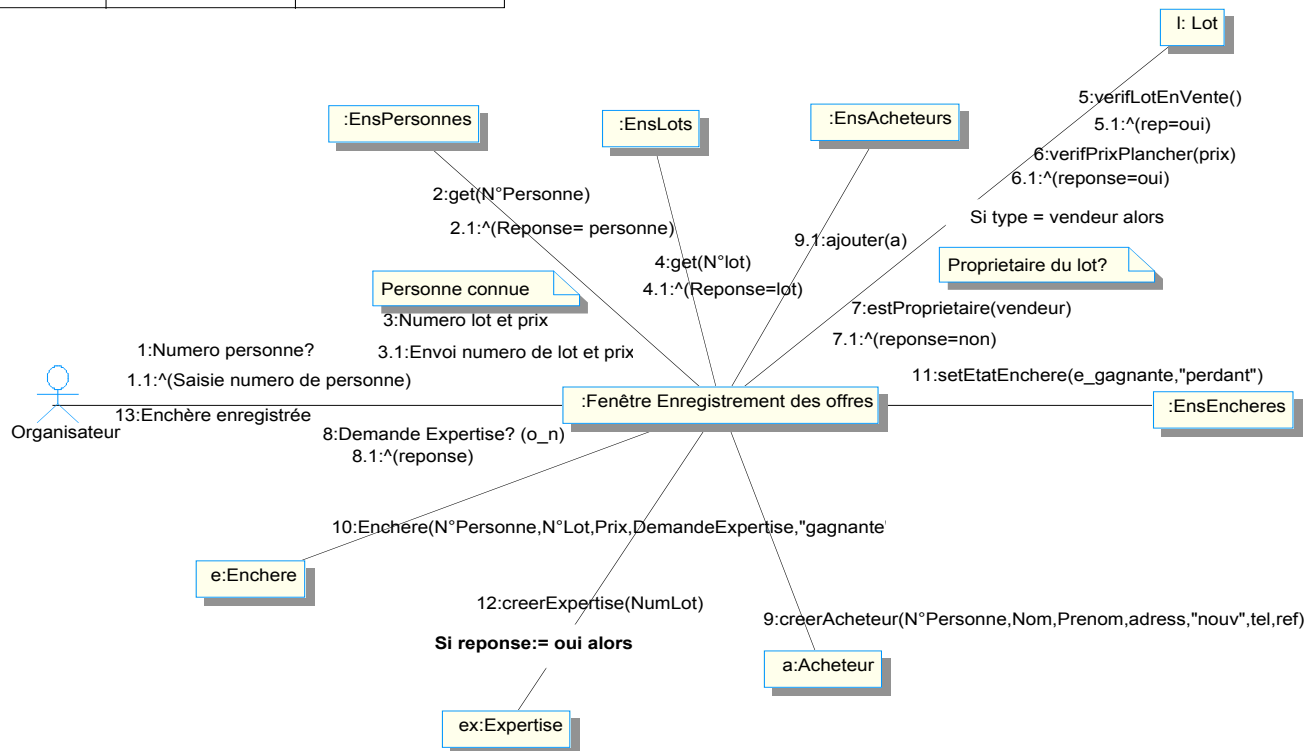 l: Lot
:EnsPersonnes
:EnsLots
:EnsAcheteurs
5:verifLotEnVente()
5.1:^(rep=oui)
6:verifPrixPlancher(prix)
6.1:^(reponse=oui)
2:get(N°Personne)
2.1:^(Reponse= personne)
Si type = vendeur alors
9.1:ajouter(a)
4:get(N°lot)
4.1:^(Reponse=lot)
Proprietaire du lot?
Personne connue
3:Numero lot et prix
3.1:Envoi numero de lot et prix
7:estProprietaire(vendeur)
7.1:^(reponse=non)
1:Numero personne?
1.1:^(Saisie numero de personne)
11:setEtatEnchere(e_gagnante,"perdant")
:Fenêtre Enregistrement des offres
:EnsEncheres
13:Enchère enregistrée
Organisateur
8:Demande Expertise? (o_n)
8.1:^(reponse)
10:Enchere(N°Personne,N°Lot,Prix,DemandeExpertise,"gagnante"
e:Enchere
12:creerExpertise(NumLot)
9:creerAcheteur(N°Personne,Nom,Prenom,adress,"nouv",tel,ref)
Si reponse:= oui alors
a:Acheteur
ex:Expertise